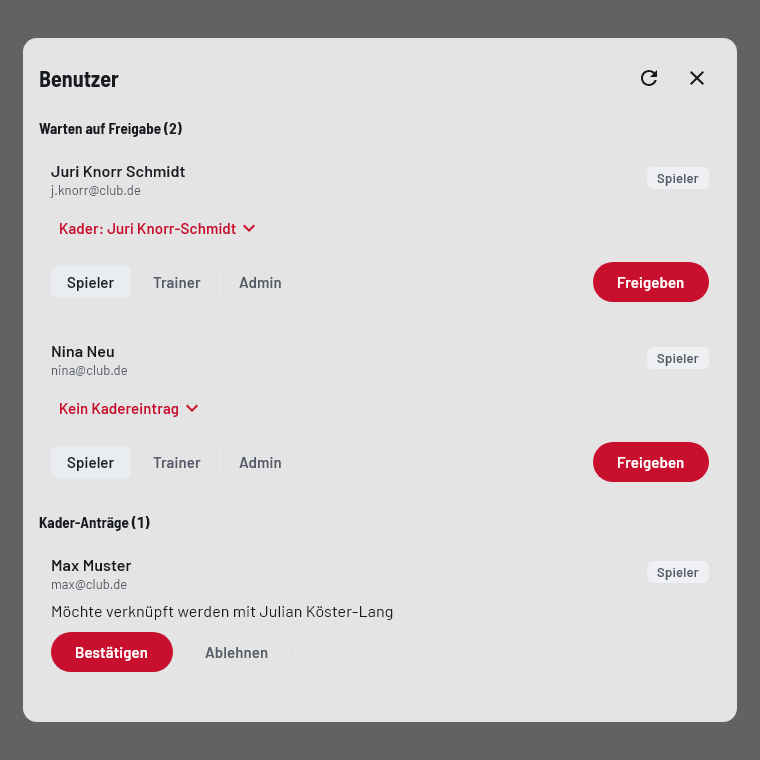 Benutzer
Warten auf Freigabe (2)
Juri Knorr Schmidt
Spieler
j.knorr@club.de
Kader: Juri Knorr-Schmidt
Spieler Trainer Admin Freigeben
Nina Neu
Spieler
nina@club.de
Kein Kadereintrag
Spieler Trainer Admin Freigeben
Kader-Anträge (1)
Max Muster
Spieler
max@club.de
Möchte verknüpft werden mit Julian Köster-Lang
Bestätigen Ablehnen